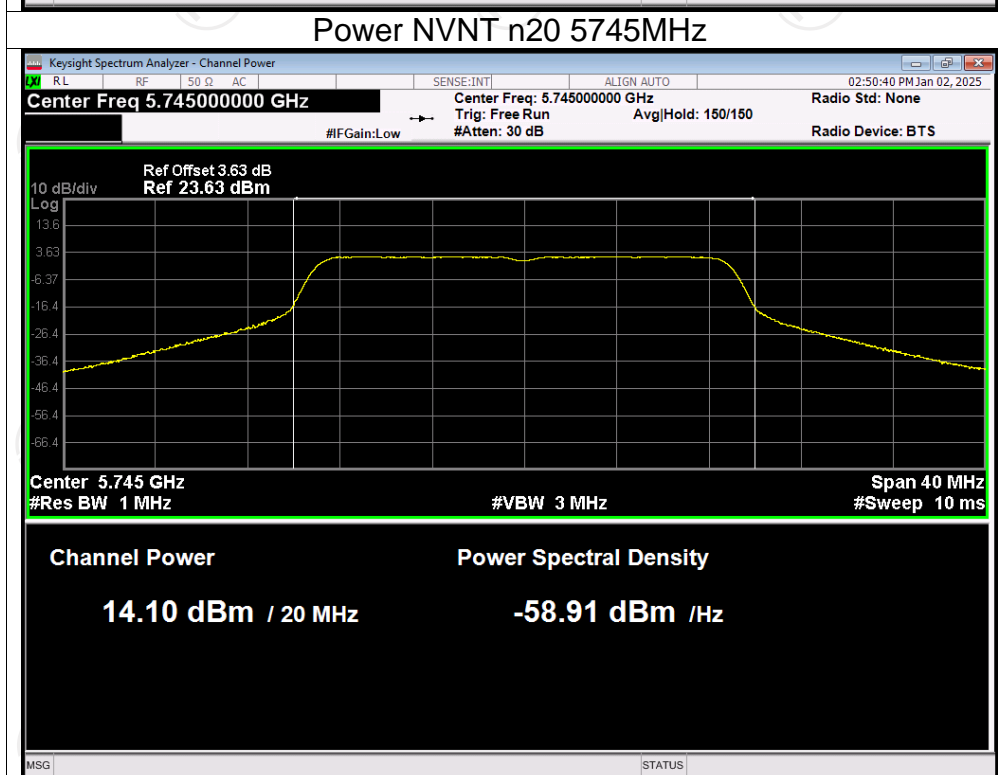 Power NVNT n20 5745MHz
Keysight Spectrum Analyzer - Channel Power
LXI RL RF 50 Ω AC SENSE:INT ALIGN AUTO 02:50:40 PM Jan 02, 2025
Center Freq 5.745000000 GHz Center Freq: 5.745000000 GHz Radio Std: None
Trig: Free Run Avg|Hold: 150/150
#IFGain:Low #Atten: 30 dB Radio Device: BTS
Ref Offset 3.63 dB
10 dB/div Ref 23.63 dBm
Log
13.6
3.63
-6.37
-16.4
-26.4
-36.4
-46.4
-56.4
-66.4
Center 5.745 GHz Span 40 MHz
#Res BW 1 MHz #VBW 3 MHz #Sweep 10 ms
Channel Power Power Spectral Density
14.10 dBm / 20 MHz -58.91 dBm /Hz
MSG STATUS